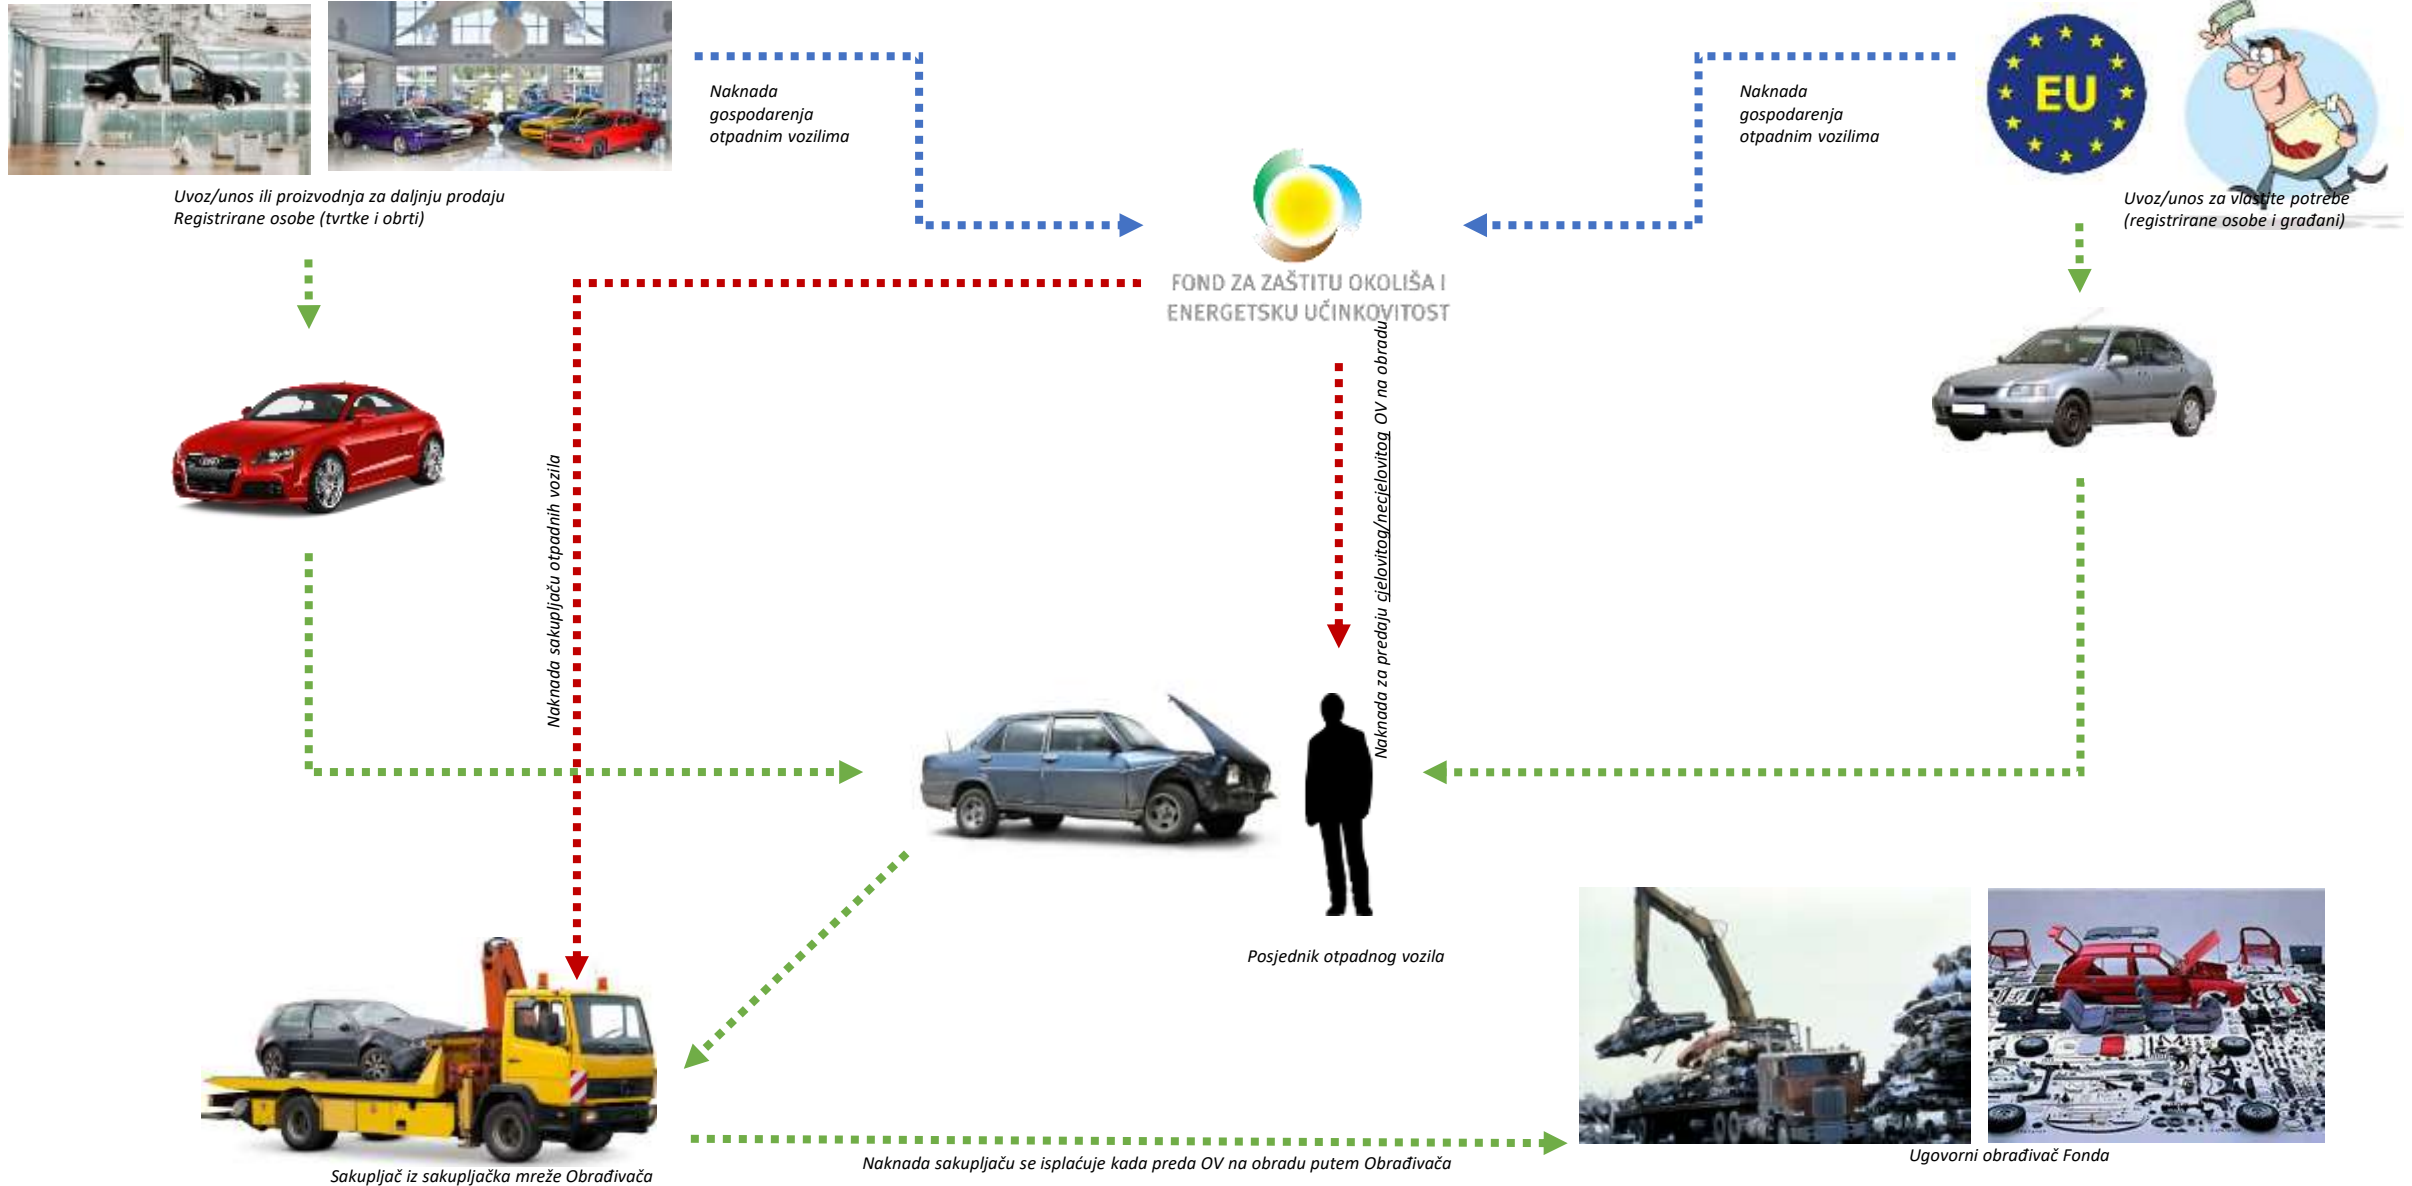 Naknada
gospodarenja
otpadnim vozilima
Naknada
gospodarenja
otpadnim vozilima
EU
Uvoz/unos ili proizvodnja za daljnju prodaju
Registrirane osobe (tvrtke i obrti)
Uvoz/unos za vlastite potrebe
(registrirane osobe i građani)
FOND ZA ZAŠTITU OKOLIŠA I
ENERGETSKU UČINKOVITOST
Naknada sakupljaču otpadnih vozila
Naknada za predaju cjelovitog/necjelovitog OV na obradu
Posjednik otpadnog vozila
Sakupljač iz sakupljačka mreže Obrađivača
Naknada sakupljaču se isplaćuje kada preda OV na obradu putem Obrađivača
Ugovorni obrađivač Fonda